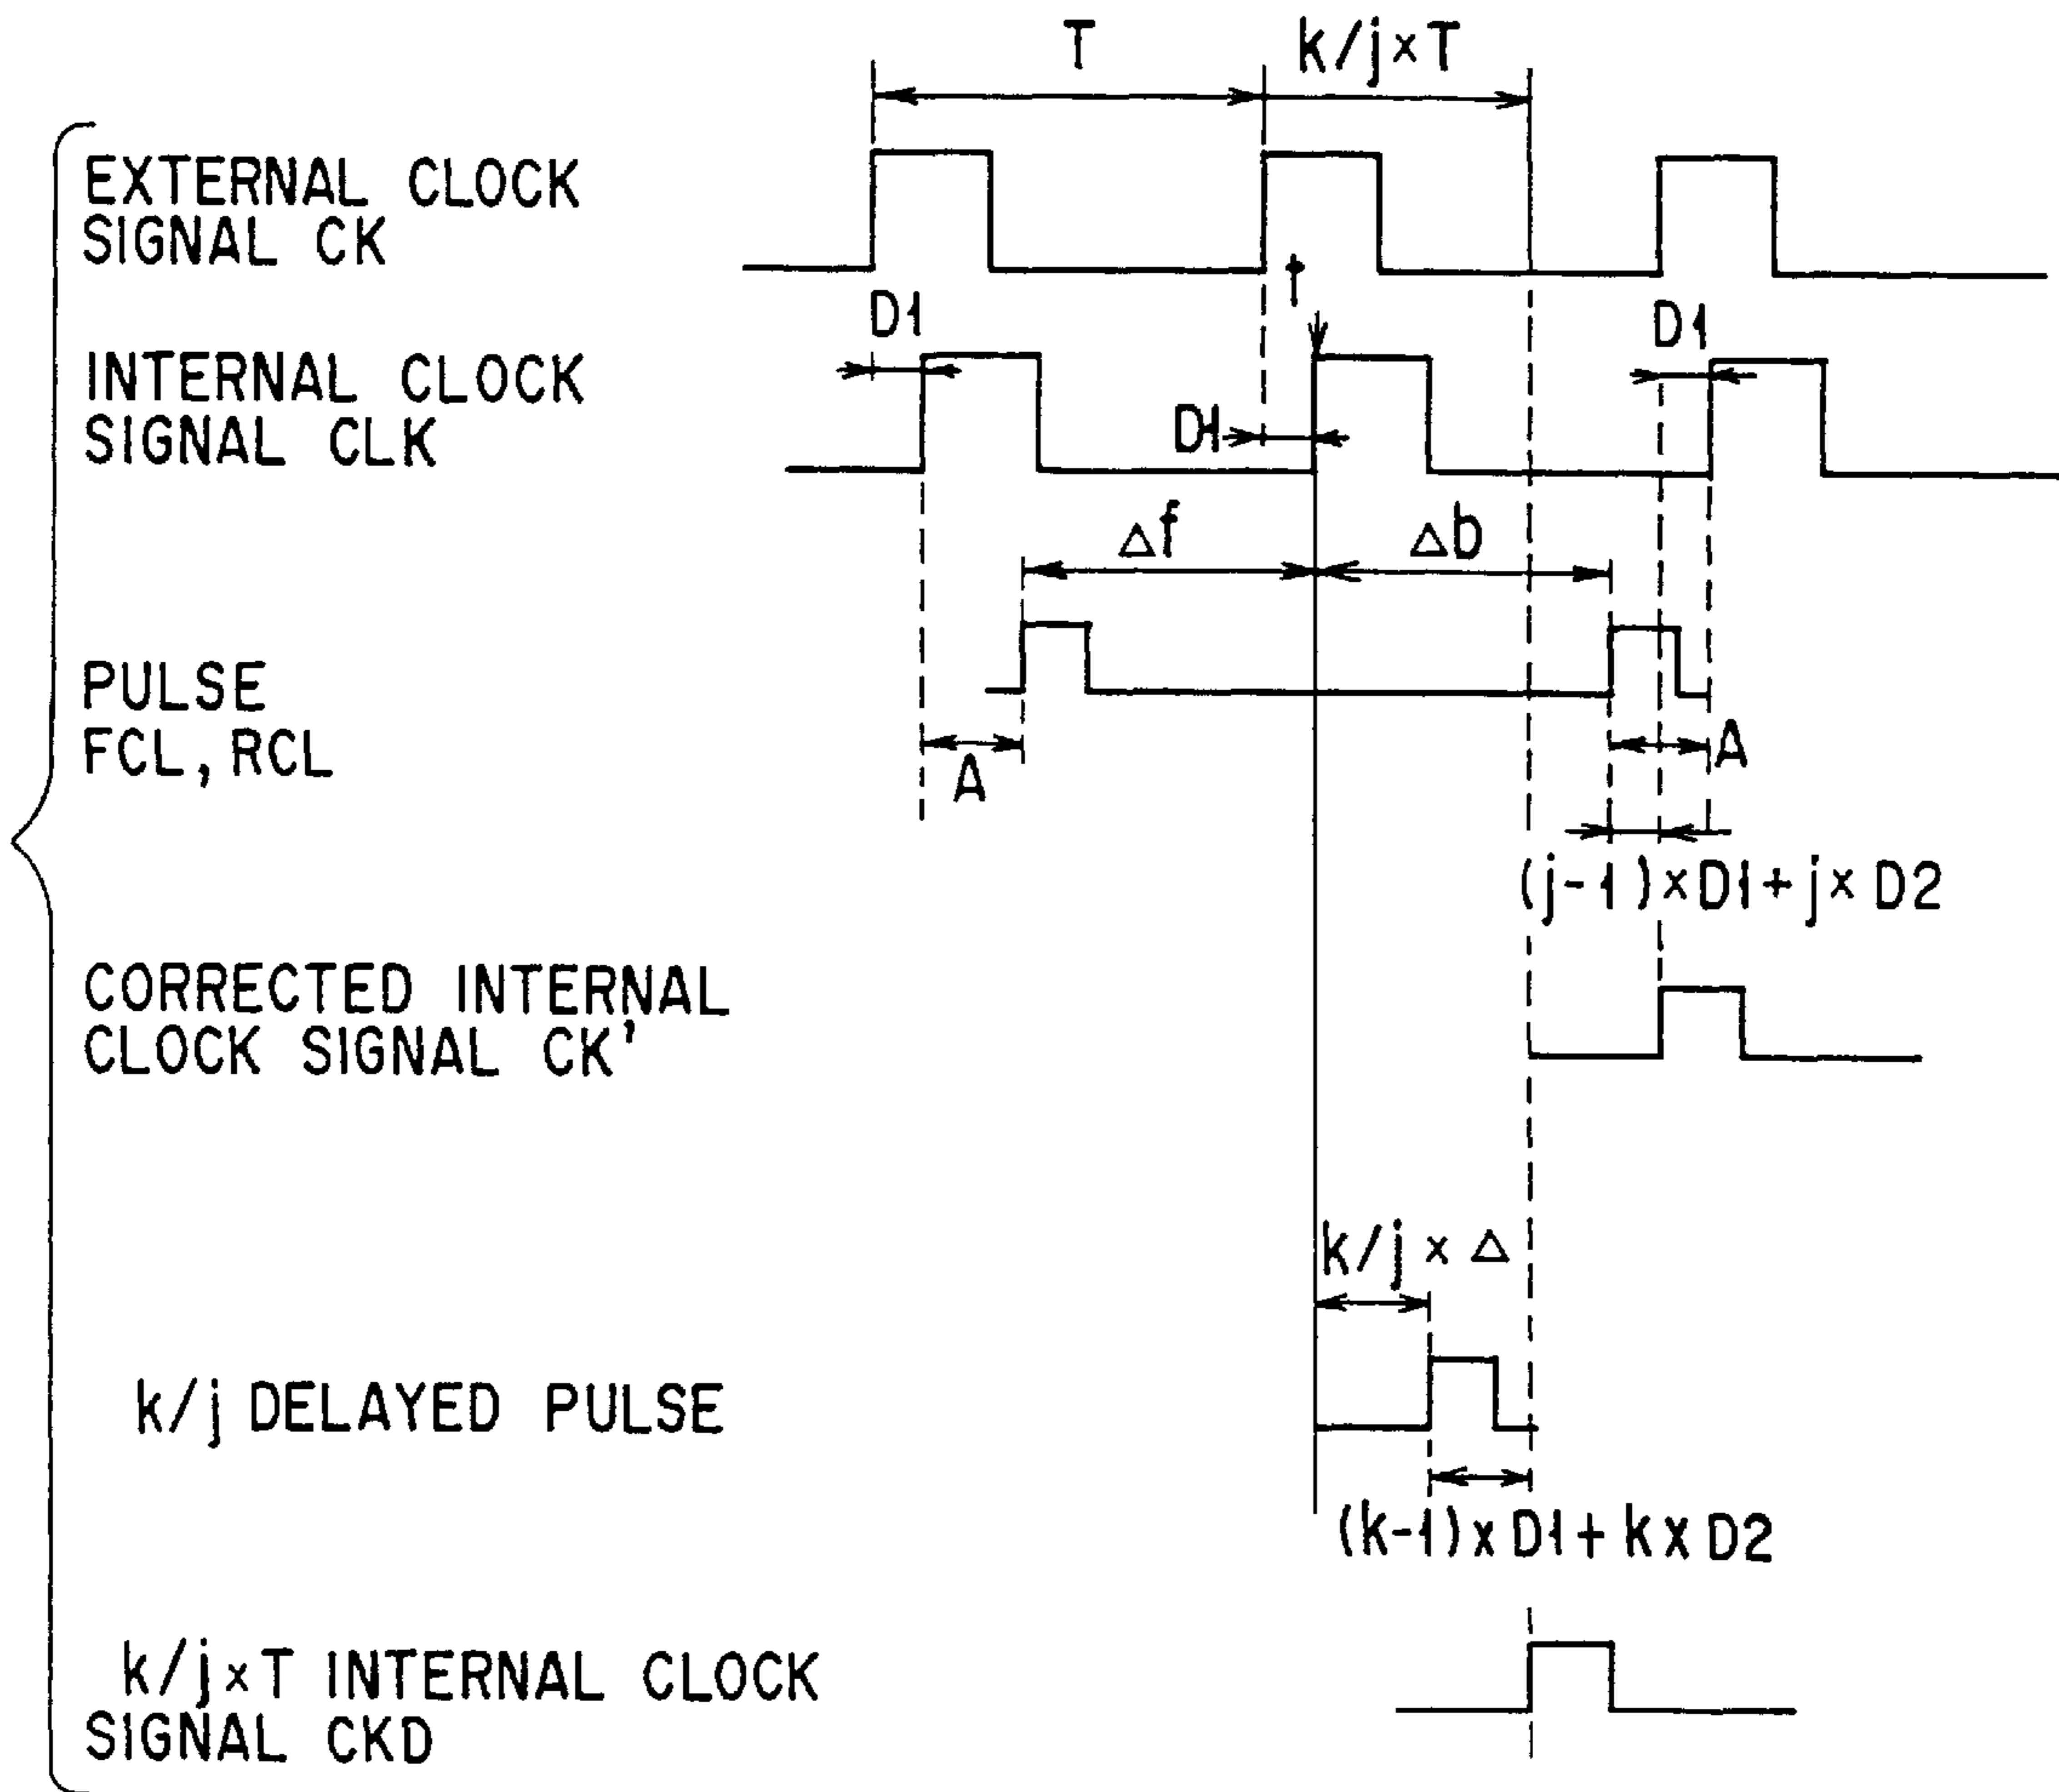 T
k/j×T
EXTERNAL CLOCK
SIGNAL CK
t
D1
D1
INTERNAL CLOCK
SIGNAL CLK
D1
Δf
Δb
PULSE
FCL, RCL
A
A
(j-1)×D1+j×D2
CORRECTED INTERNAL
CLOCK SIGNAL CK'
k/j × Δ
k/j DELAYED PULSE
(k-1)×D1+k×D2
k/j×T INTERNAL CLOCK
SIGNAL CKD